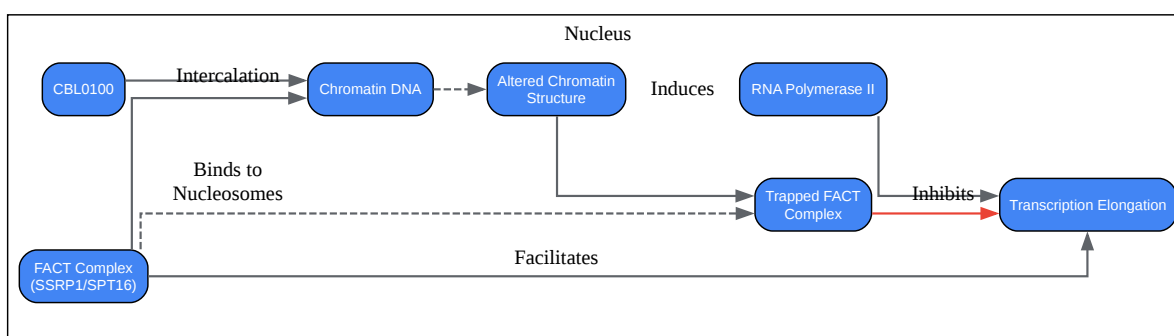 Nucleus
CBL0100
Intercalation
Chromatin DNA
Altered Chromatin
Structure
Induces
RNA Polymerase II
Binds to
Nucleosomes
Trapped FACT
Complex
Inhibits
Transcription Elongation
FACT Complex
(SSRP1/SPT16)
Facilitates